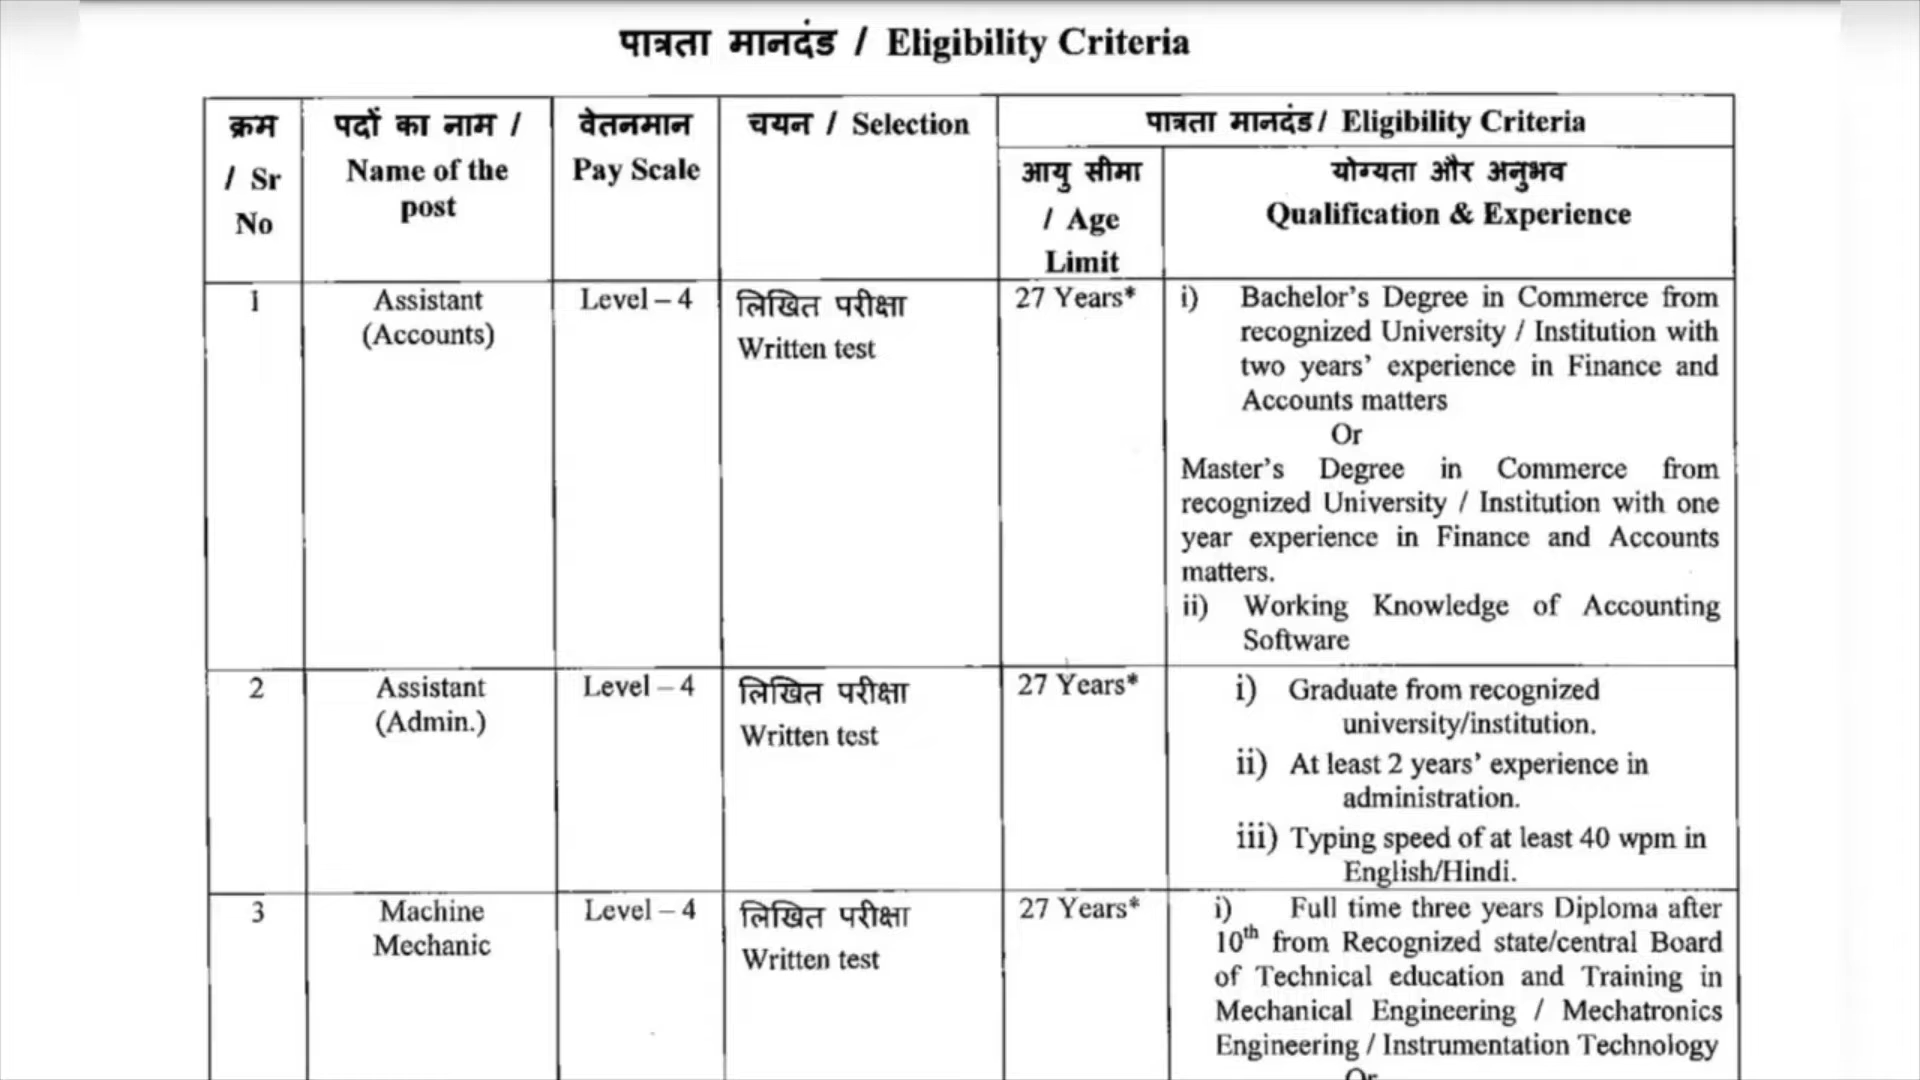 पात्रता मानदंड / Eligibility Criteria
क्रम
/ Sr
No
पदों का नाम /
Name of the
post
वेतनमान
Pay Scale
चयन / Selection
पात्रता मानदंड/ Eligibility Criteria
आयु सीमा
/ Age
Limit
योग्यता और अनुभव
Qualification & Experience
1
Assistant
(Accounts)
Level – 4
लिखित परीक्षा
Written test
27 Years*
i) Bachelor’s Degree in Commerce from
recognized University / Institution with
two years’ experience in Finance and
Accounts matters
Or
Master’s Degree in Commerce from
recognized University / Institution with one
year experience in Finance and Accounts
matters.
ii) Working Knowledge of Accounting
Software
2
Assistant
(Admin.)
Level – 4
लिखित परीक्षा
Written test
27 Years*
i) Graduate from recognized
university/institution.
ii) At least 2 years’ experience in
administration.
iii) Typing speed of at least 40 wpm in
English/Hindi.
3
Machine
Mechanic
Level – 4
लिखित परीक्षा
Written test
27 Years*
i) Full time three years Diploma after
10th from Recognized state/central Board
of Technical education and Training in
Mechanical Engineering / Mechatronics
Engineering / Instrumentation Technology
Or